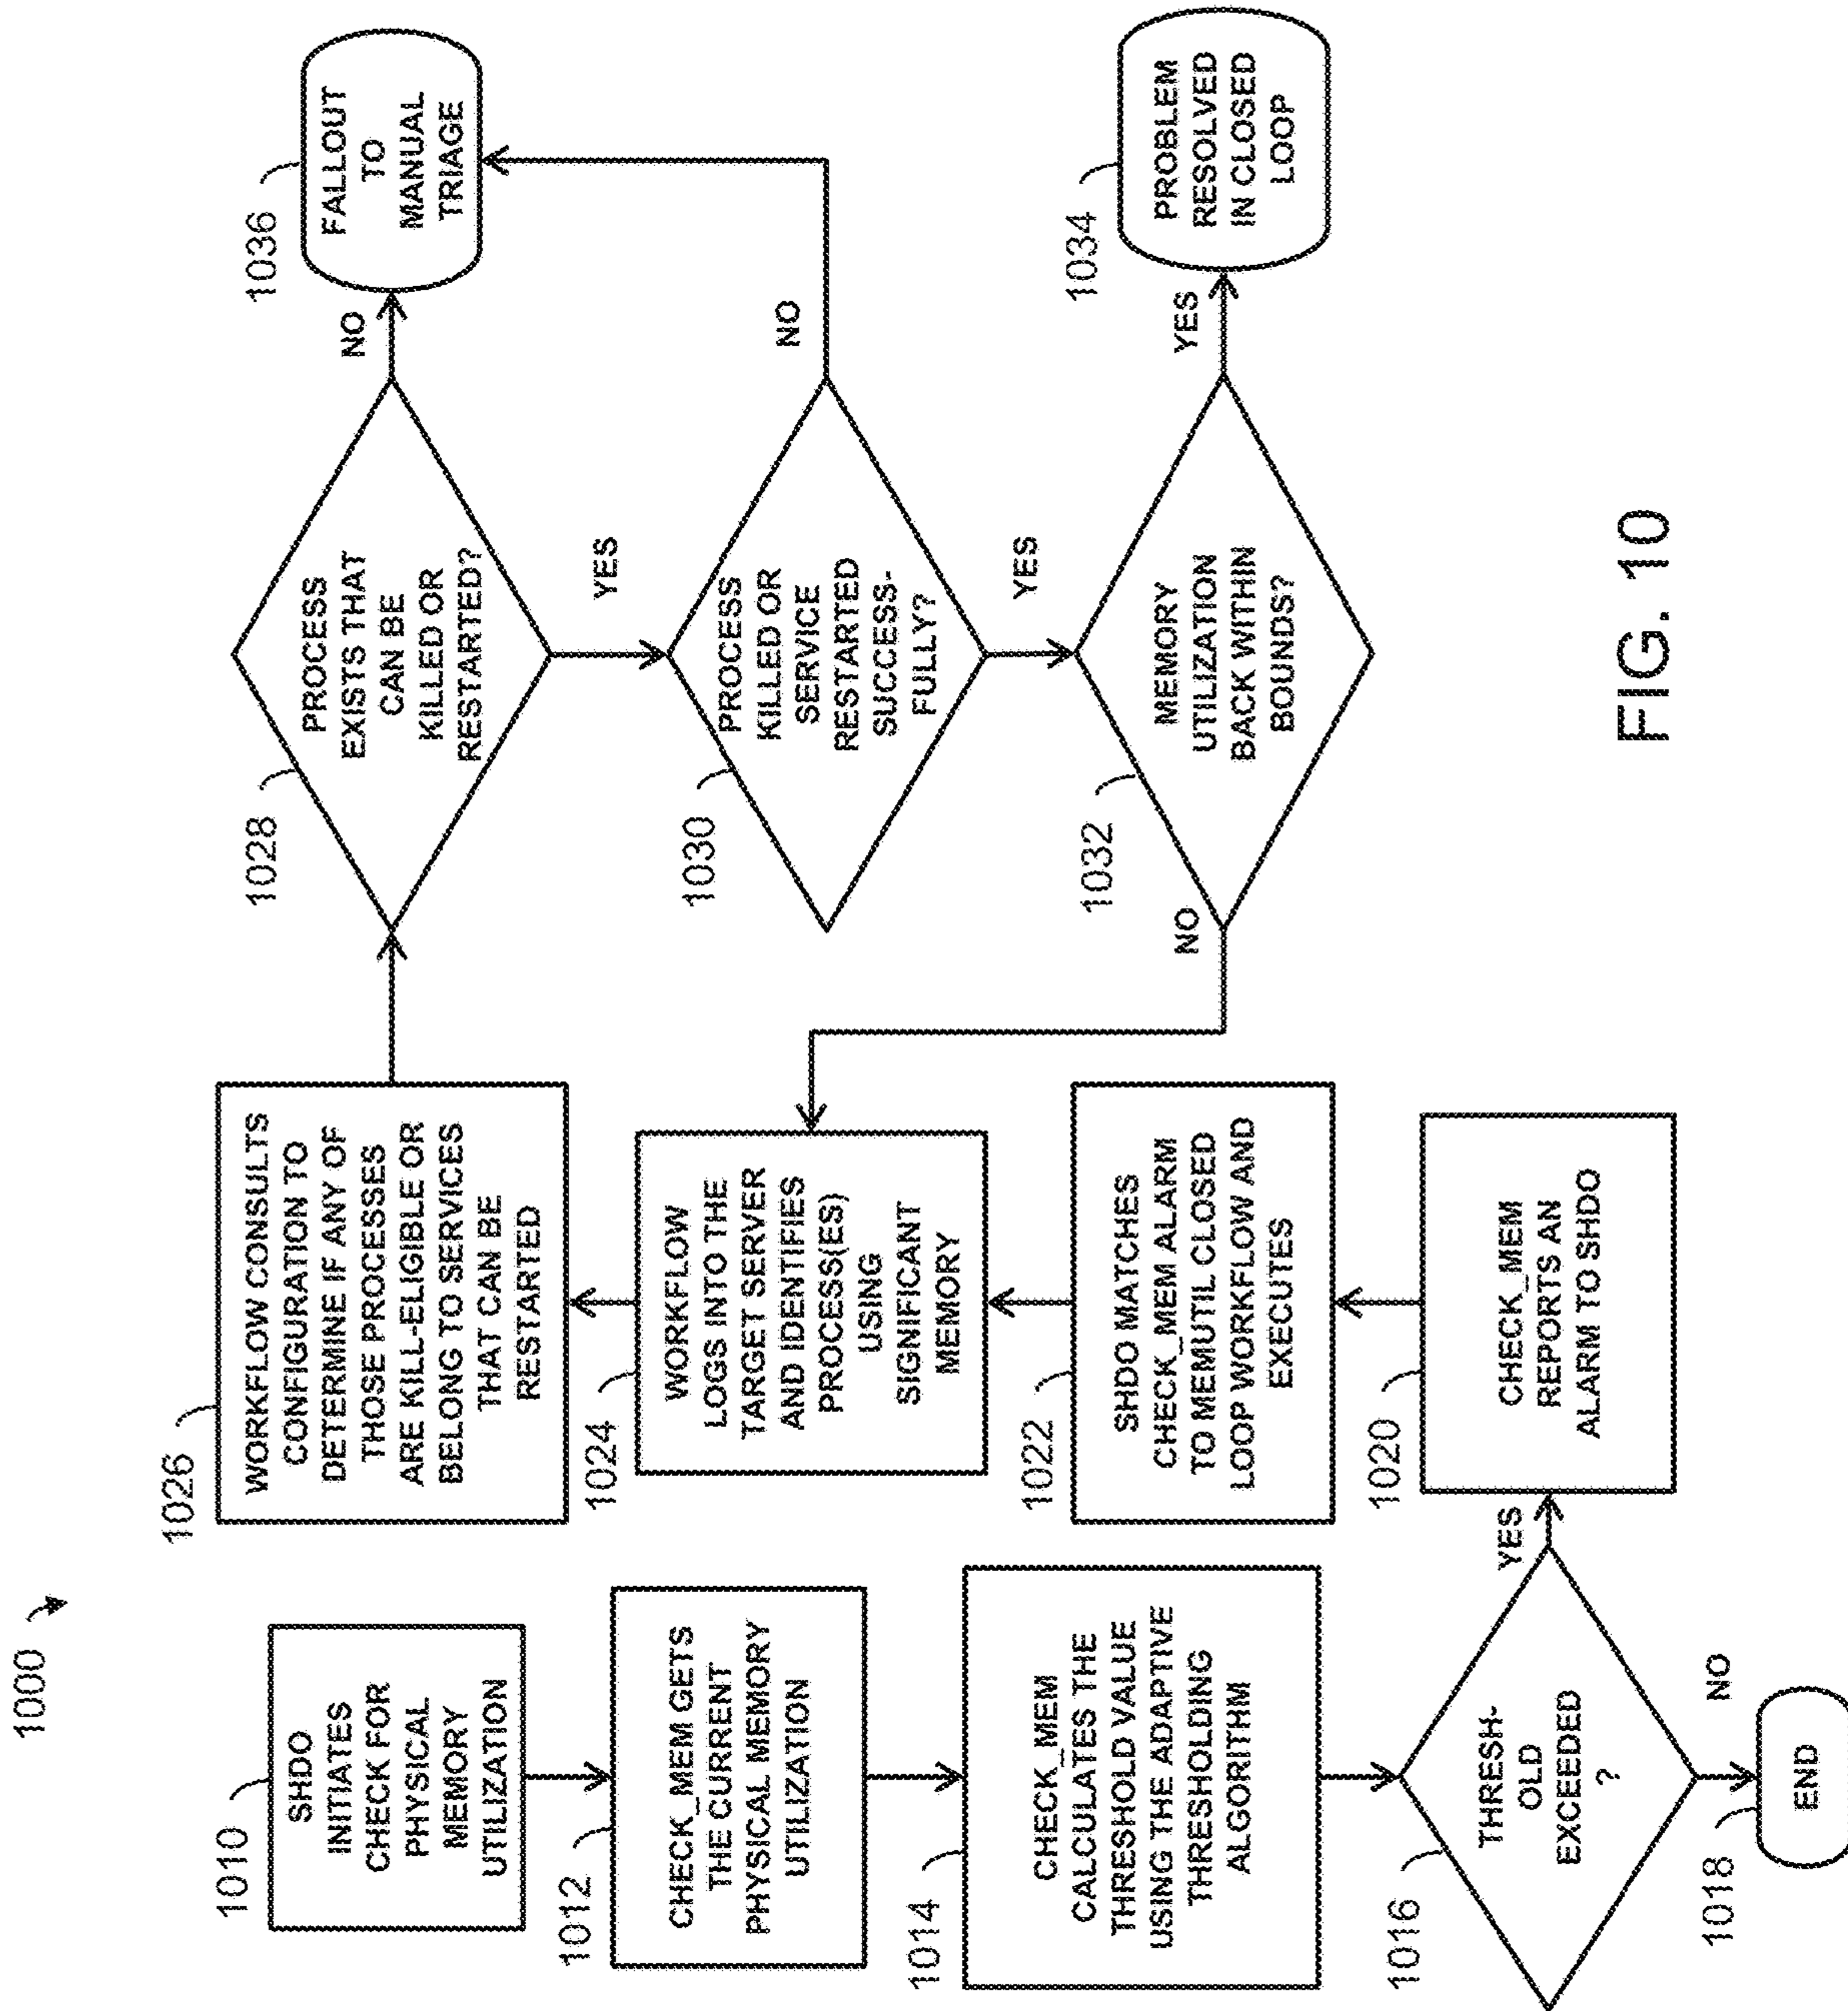 1000
1010
SHDO
INITIATES
CHECK FOR
PHYSICAL
MEMORY
UTILIZATION
1012
CHECK_MEM GETS
THE CURRENT
PHYSICAL MEMORY
UTILIZATION
1014
CHECK_MEM
CALCULATES THE
THRESHOLD VALUE
USING THE ADAPTIVE
THRESHOLDING
ALGORITHM
1016
THRESH-
OLD
EXCEEDED
?
YES
NO
1018
END
1020
CHECK_MEM
REPORTS AN
ALARM TO SHDO
1022
SHDO MATCHES
CHECK_MEM ALARM
TO MEMUTIL CLOSED
LOOP WORKFLOW AND
EXECUTES
1024
WORKFLOW
LOGS INTO THE
TARGET SERVER
AND IDENTIFIES
PROCESS(ES)
USING
SIGNIFICANT
MEMORY
1026
WORKFLOW CONSULTS
CONFIGURATION TO
DETERMINE IF ANY OF
THOSE PROCESSES
ARE KILL-ELIGIBLE OR
BELONG TO SERVICES
THAT CAN BE
RESTARTED
1028
PROCESS
EXISTS THAT
CAN BE
KILLED OR
RESTARTED?
NO
YES
1030
PROCESS
KILLED OR
SERVICE
RESTARTED
SUCCESS-
FULLY?
NO
YES
1032
MEMORY
UTILIZATION
BACK WITHIN
BOUNDS?
NO
YES
1034
PROBLEM
RESOLVED
IN CLOSED
LOOP
1036
FALLOUT
TO
MANUAL
TRIAGE
FIG. 10